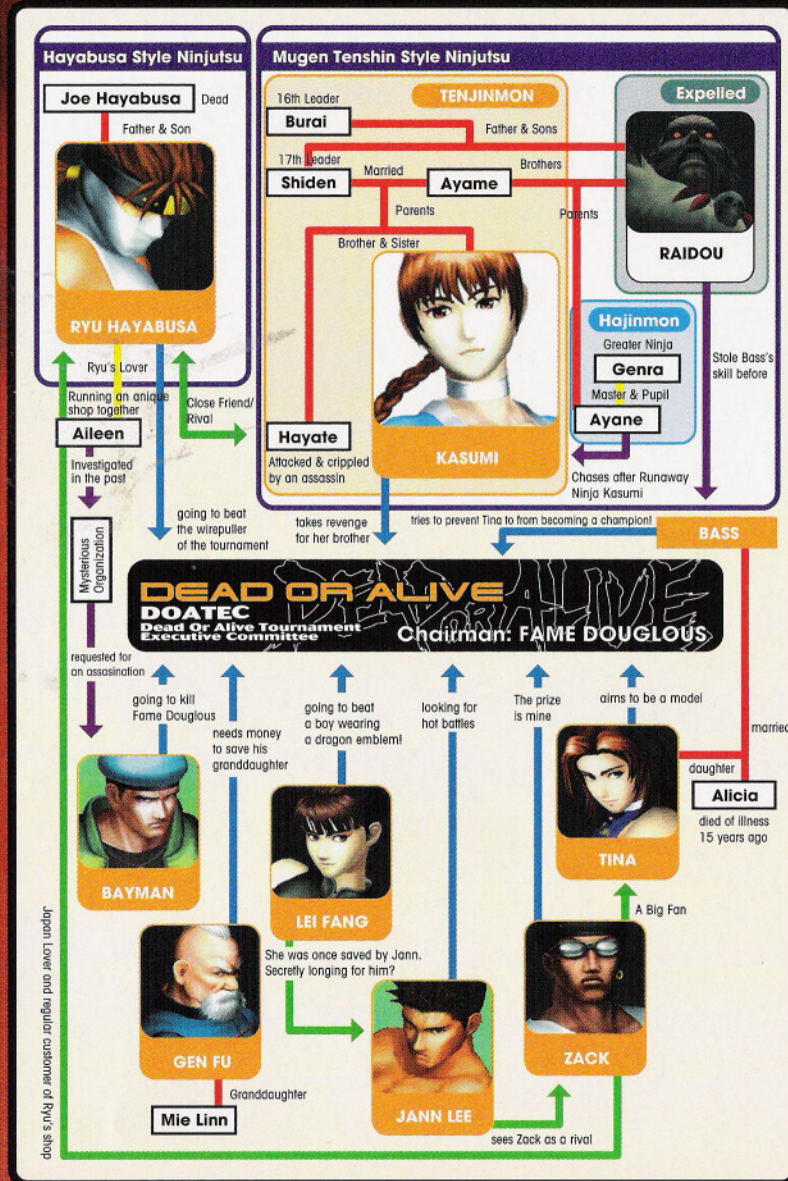 Hayabusa Style Ninjutsu
Mugen Tenshin Style Ninjutsu
Joe Hayabusa
Dead
Father & Son
RYU HAYABUSA
TENJINMON
16th Leader
Burai
Father & Sons
17th Leader
Shiden
Married
Ayame
Brothers
Parents
Parents
Brother & Sister
Expelled
RAIDOU
Hajinmon
Greater Ninja
Genra
Master & Pupil
Ayane
Stole Bass's
skill before
Ryu's Lover
Running an anique
shop together
Aileen
Close Friend/
Rival
Hayate
Attacked & crippled
by an assassin
KASUMI
Chases after Runaway
Ninja Kasumi
Investigated
in the past
Mysterious
Organization
going to beat
the wirepuller
of the tournament
takes revenge
for her brother
tries to prevent Tina to from becoming a champion!
BASS
DEAD OR ALIVE
DEAD OR ALIVE
DOATEC
Dead Or Alive Tournament
Executive Committee
Chairman: FAME DOUGLOUS
requested for
an assasination
going to kill
Fame Douglous
needs money
to save his
granddaughter
going to beat
a boy wearing
a dragon emblem!
looking for
hot battles
The prize
is mine
aims to be a model
married
daughter
Alicia
died of illness
15 years ago
BAYMAN
LEI FANG
TINA
A Big Fan
She was once saved by Jann.
Secretly longing for him?
GEN FU
Granddaughter
Mie Linn
JANN LEE
ZACK
sees Zack as a rival
Japan Lover and regular customer of Ryu's shop